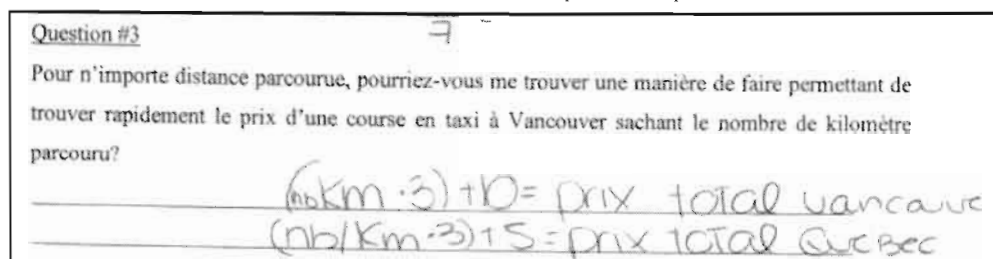 Question #3
7
Pour n'importe distance parcourue, pourriez-vous me trouver une manière de faire permettant de
trouver rapidement le prix d'une course en taxi à Vancouver sachant le nombre de kilomètre
parcouru?
(nbKm · 3) + 10 = prix total vancauve
(nb/Km · 3) + 5 = prix total Québec